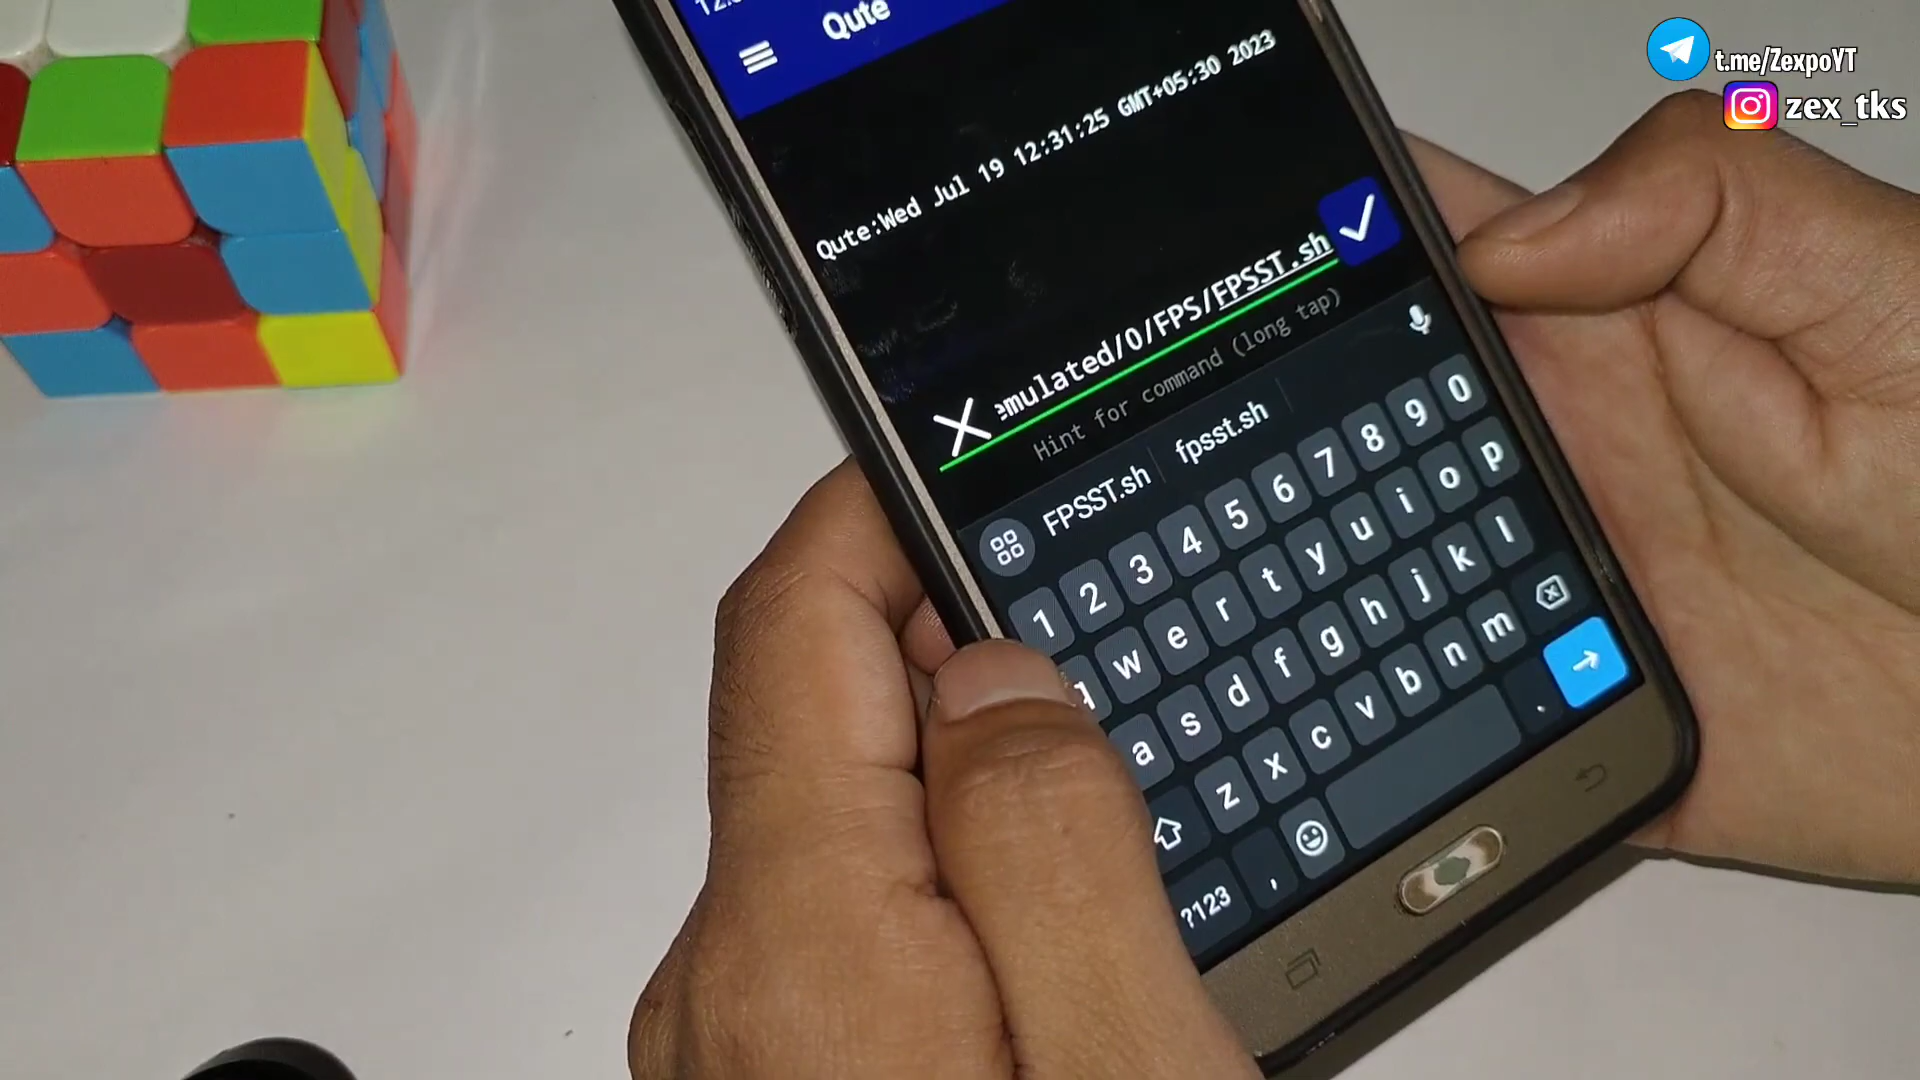 t.me/ZexpoYT
zex_tks
Qute
Qute:Wed Jul 19 12:31:25 GMT+05:30 2023
emulated/0/FPS/FPSST.sh
Hint for command (long tap)
FPSST.sh fpsst.sh
1 2 3 4 5 6 7 8 9 0
q w e r t y u i o p
a s d f g h j k l
z x c v b n m
?123 , .